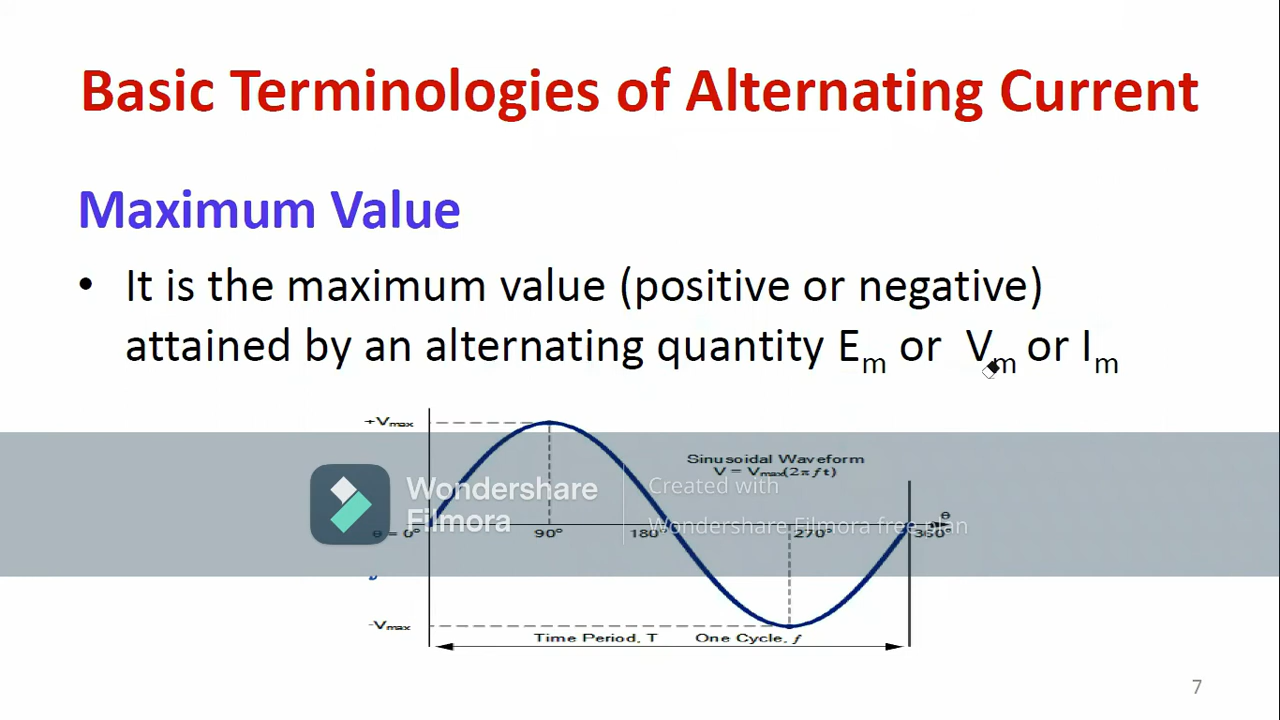 Basic Terminologies of Alternating Current
Maximum Value
• It is the maximum value (positive or negative)
attained by an alternating quantity Em or Vm or Im
+Vmax
Sinusoidal Waveform
V = Vmax(2πft)
Wondershare
Filmora
Created with
Wondershare Filmora free plan
θ = 0°
90°
180°
270°
360°
θ
-Vmax
Time Period, T One Cycle, f
7